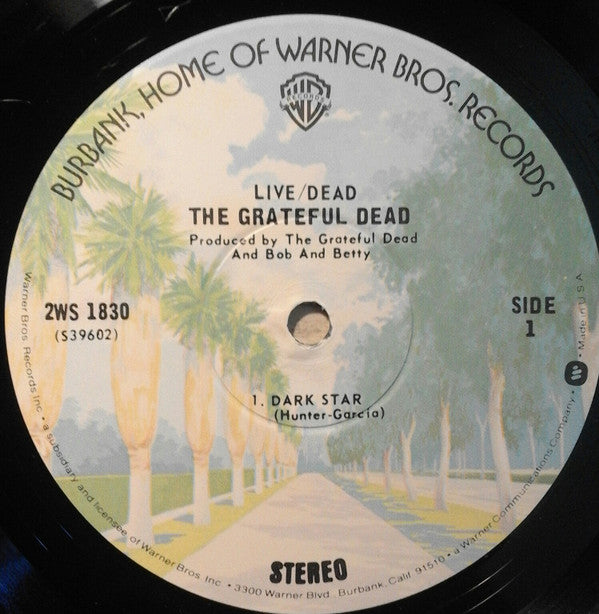 BURBANK, HOME OF WARNER BROS. RECORDS
RECORDS
LIVE/DEAD
THE GRATEFUL DEAD
Produced by The Grateful Dead
And Bob And Betty
2WS 1830
(S39602)
SIDE
1
1. DARK STAR
(Hunter-Garcia)
STEREO
Warner Bros. Records Inc. • a subsidiary and licensee of Warner Bros. Inc. • 3300 Warner Blvd., Burbank, Calif. 91510 • a Warner Communications Company • Made in U.S.A.